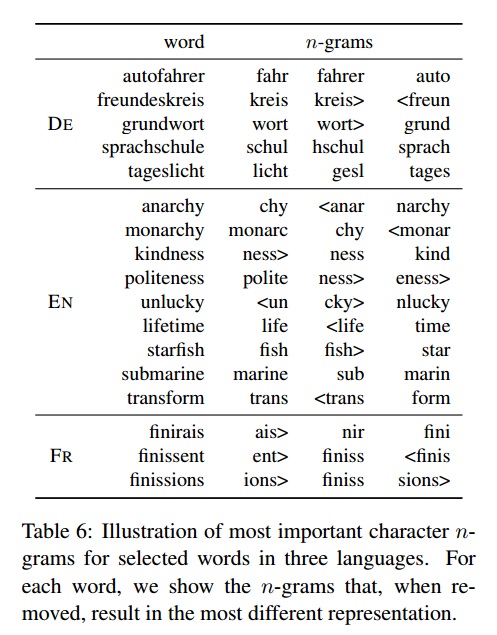 word n-grams
autofahrer fahr fahrer auto
freundeskreis kreis kreis> <freun
DE grundwort wort wort> grund
sprachschule schul hschul sprach
tageslicht licht gesl tages
anarchy chy <anar narchy
monarchy monarc chy <monar
kindness ness> ness kind
politeness polite ness> eness>
EN unlucky <un cky> nlucky
lifetime life <life time
starfish fish fish> star
submarine marine sub marin
transform trans <trans form
finirais ais> nir fini
FR finissent ent> finiss <finis
finissions ions> finiss sions>
Table 6: Illustration of most important character n-
grams for selected words in three languages. For
each word, we show the n-grams that, when re-
moved, result in the most different representation.